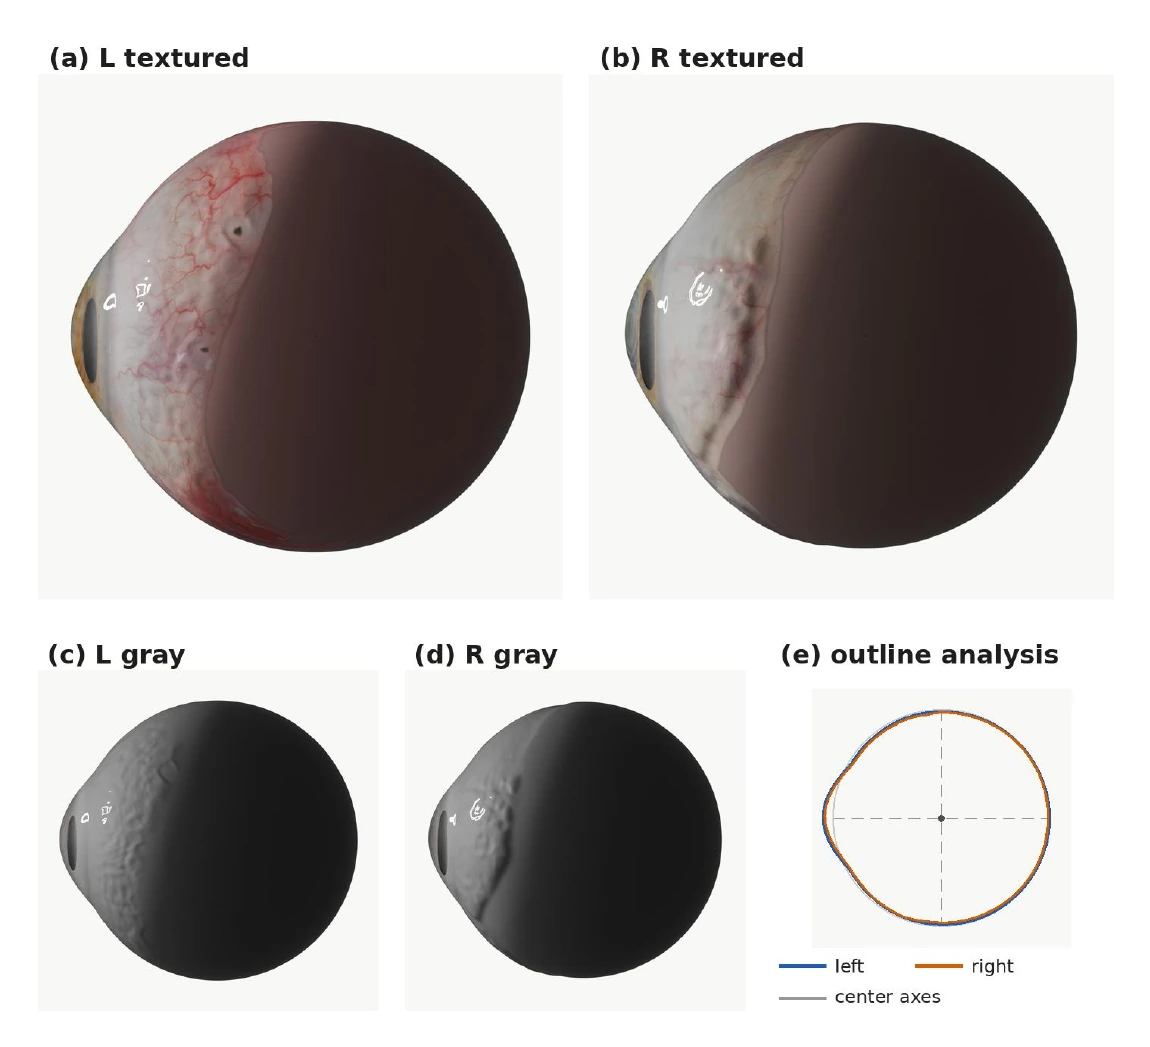 (a) L textured
(b) R textured
(c) L gray
(d) R gray
(e) outline analysis
left
right
center axes